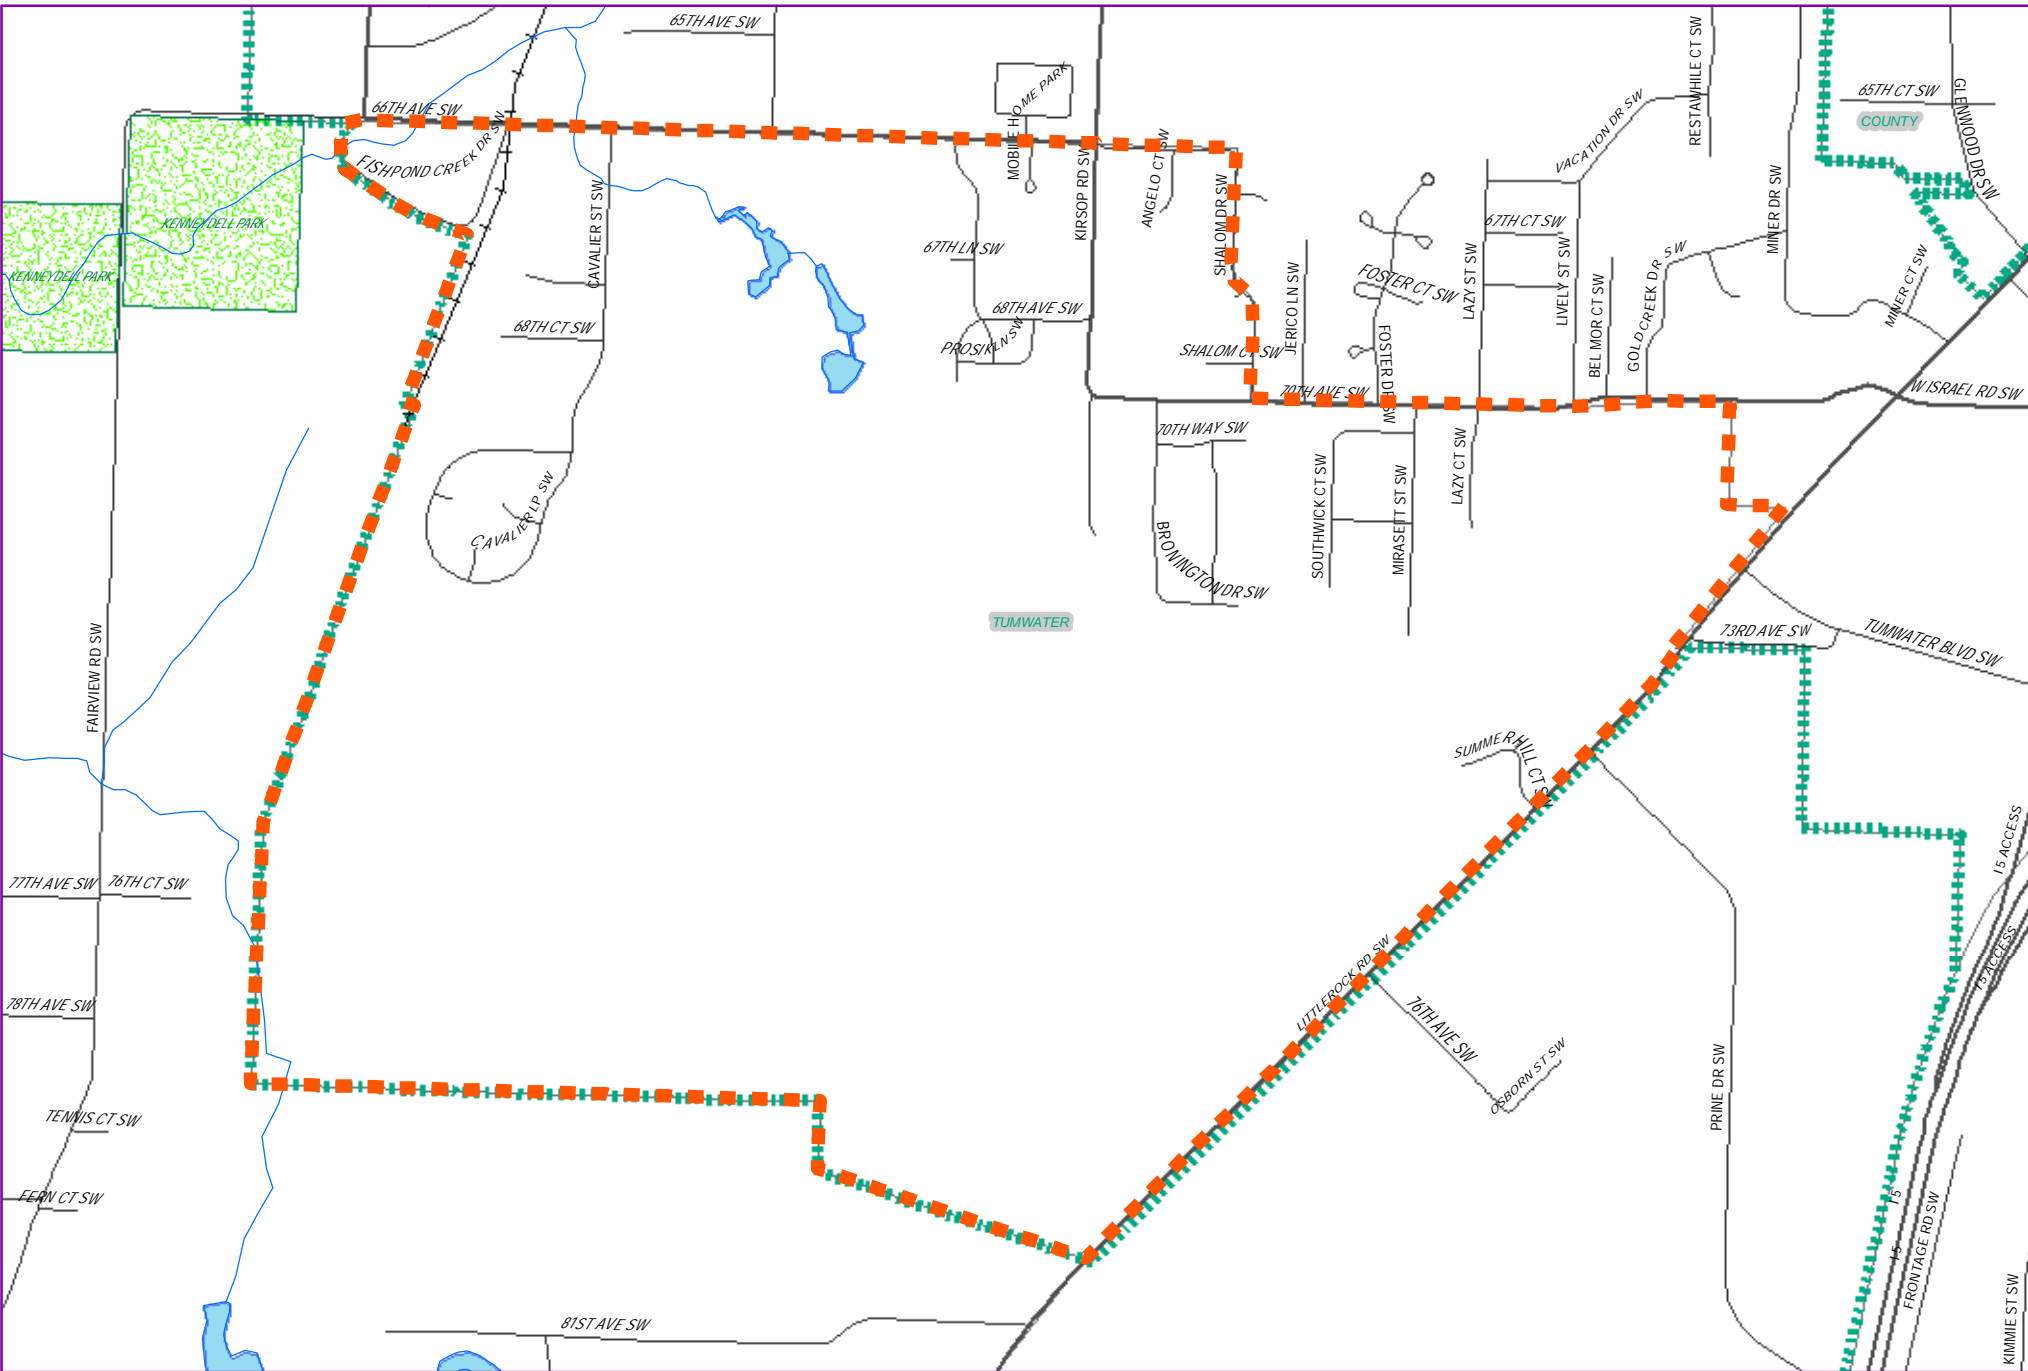 65TH AVE SW
RESTAWHILE CT SW
66TH AVE SW
MOBILE HOME PARK
65TH CT SW
GLENWOOD DR SW
COUNTY
FISHPOND CREEK DR SW
VACATION DR SW
ANGELO CT SW
KIRSOP RD SW
SHALOM DR SW
MINER DR SW
KENNEYDELL PARK
KENNEYDELL PARK
CAVALIER ST SW
67TH LN SW
67TH CT SW
LAZY ST SW
LIVELY ST SW
GOLDCREEK DR SW
MINER CT SW
FOSTER CT SW
BELMOR CT SW
JERICO LN SW
68TH AVE SW
68TH CT SW
PROSIK LN SW
SHALOM CT SW
FOSTER DR SW
70TH AVE SW
W ISRAEL RD SW
70TH WAY SW
LAZY CT SW
CAVALIER LP SW
SOUTHWICK CT SW
MIRASETT ST SW
BRONINGTON DR SW
TUMWATER
73RD AVE SW
TUMWATER BLVD SW
FAIRVIEW RD SW
SUMMERHILL CT SW
I5 ACCESS
77TH AVE SW
76TH CT SW
I5 ACCESS
LITTLEROCK RD SW
78TH AVE SW
76TH AVE SW
OSBORN ST SW
PRINE DR SW
TENNIS CT SW
FERN CT SW
I5
I5
FRONTAGE RD SW
81ST AVE SW
KIMMIE ST SW